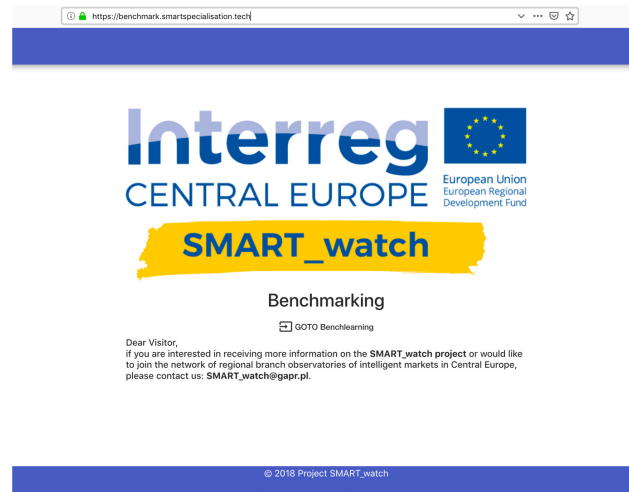 https://benchmark.smartspecialisation.tech
Interreg
CENTRAL EUROPE
European Union
European Regional
Development Fund
SMART_watch
Benchmarking
GOTO Benchlearning
Dear Visitor,
if you are interested in receiving more information on the SMART_watch project or would like
to join the network of regional branch observatories of intelligent markets in Central Europe,
please contact us: SMART_watch@gapr.pl.
© 2018 Project SMART_watch